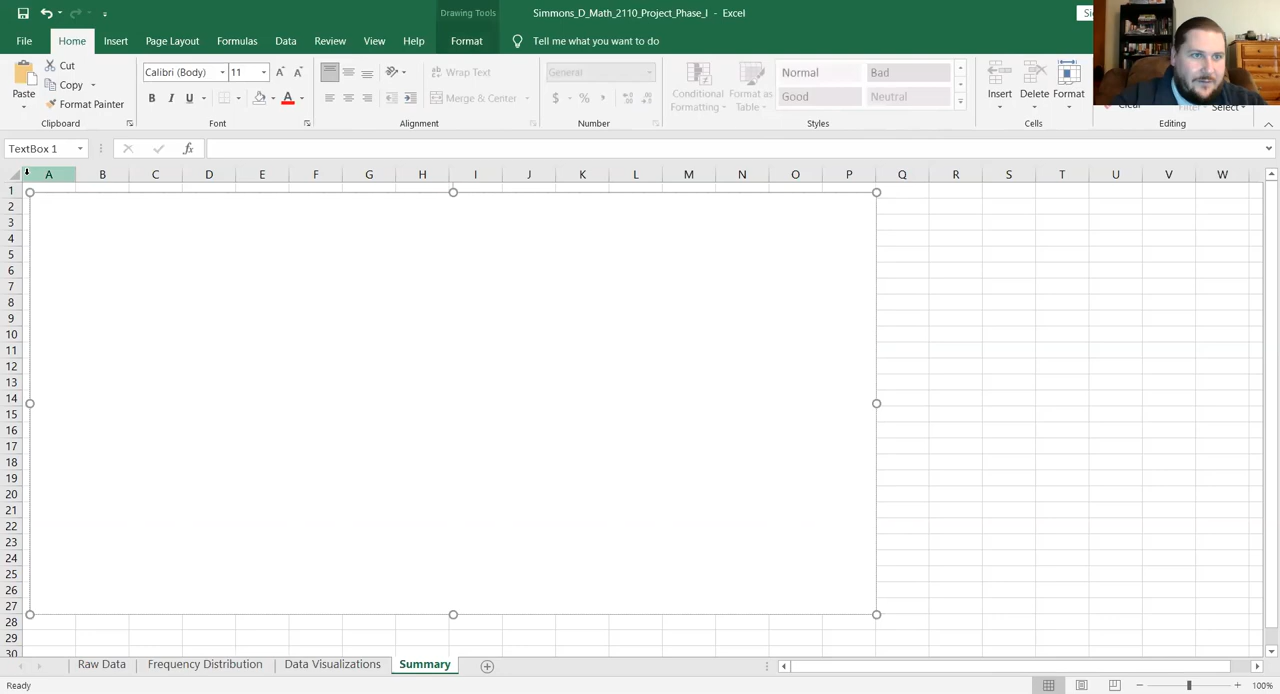 Drawing Tools
Simmons_D_Math_2110_Project_Phase_I - Excel
File Home Insert Page Layout Formulas Data Review View Help Format Tell me what you want to do
Paste
Cut
Copy
Format Painter
Clipboard
Calibri (Body) 11
B I U
Font
Wrap Text
Merge & Center
Alignment
General
$ % ,
Number
Conditional Formatting
Format as Table
Normal Bad
Good Neutral
Styles
Insert Delete Format
Cells
Clear
Select
Editing
TextBox 1
fx
A B C D E F G H I J K L M N O P Q R S T U V W
1
2
3
4
5
6
7
8
9
10
11
12
13
14
15
16
17
18
19
20
21
22
23
24
25
26
27
28
29
30
Raw Data Frequency Distribution Data Visualizations Summary
Ready
100%